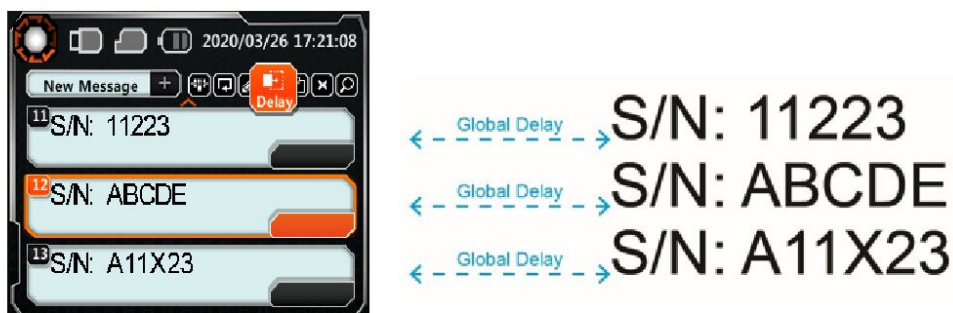 2020/03/26 17:21:08
New Message +
Delay
11 S/N: 11223
12 S/N: ABCDE
13 S/N: A11X23
Global Delay S/N: 11223
Global Delay S/N: ABCDE
Global Delay S/N: A11X23